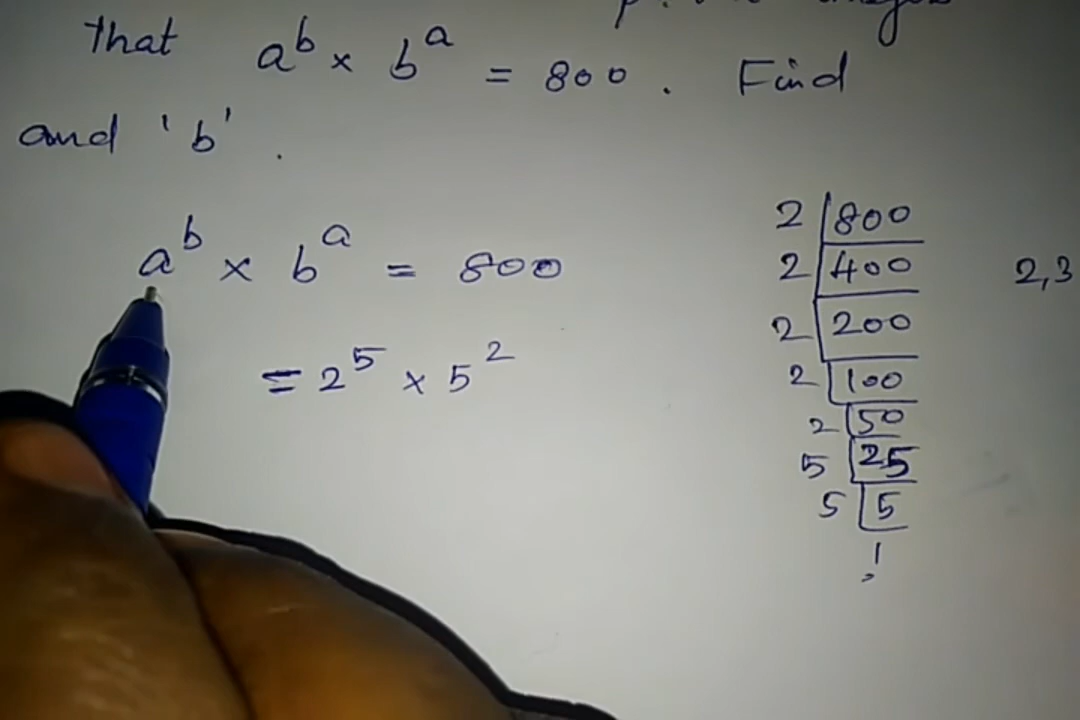 that a^b × b^a = 800 . Find
and 'b' .
a^b × b^a = 800
= 2^5 × 5^2
2 | 800
2 | 400
2 | 200
2 | 100
2 | 50
5 | 25
5 | 5
1
2,3